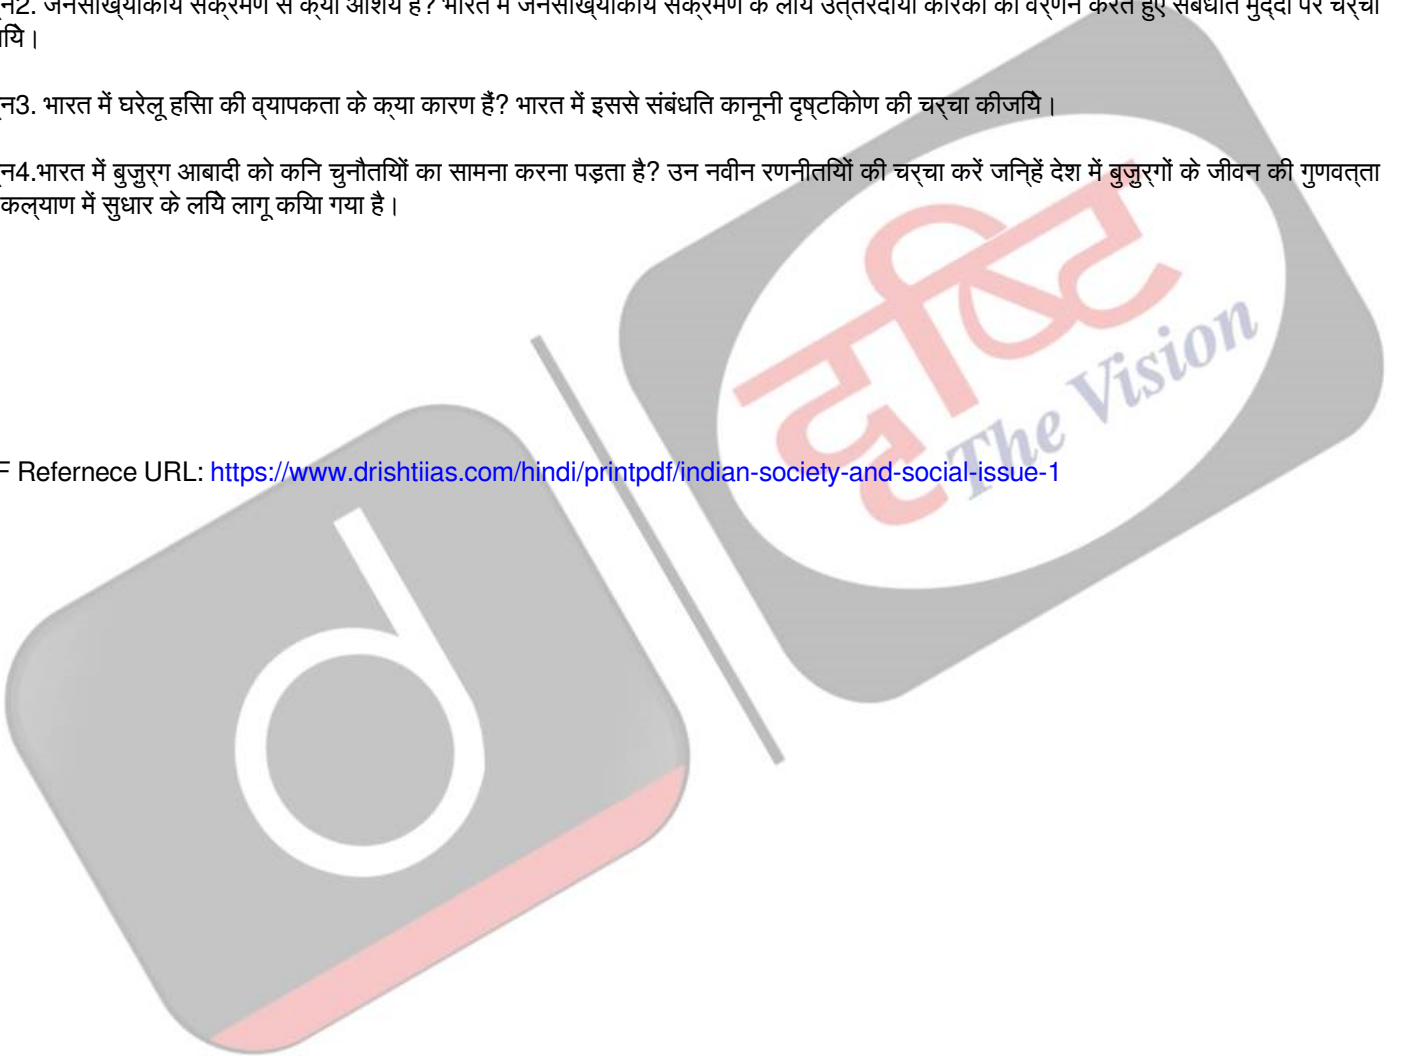 न2. जनसांख्यिकीय संक्रमण से क्या आशय है? भारत में जनसांख्यिकीय संक्रमण के लिये उत्तरदायी कारकों का वर्णन करते हुए संबंधित मुद्दों पर चर्चा
जिये।
न3. भारत में घरेलू हिंसा की व्यापकता के क्या कारण हैं? भारत में इससे संबंधित कानूनी दृष्टिकोण की चर्चा कीजिये।
न4.भारत में बुज़ुर्ग आबादी को किन चुनौतियों का सामना करना पड़ता है? उन नवीन रणनीतियों की चर्चा करें जिन्हें देश में बुज़ुर्गों के जीवन की गुणवत्ता
कल्याण में सुधार के लिये लागू किया गया है।
दृष्टि
The Vision
F Refernece URL: https://www.drishtiias.com/hindi/printpdf/indian-society-and-social-issue-1
d